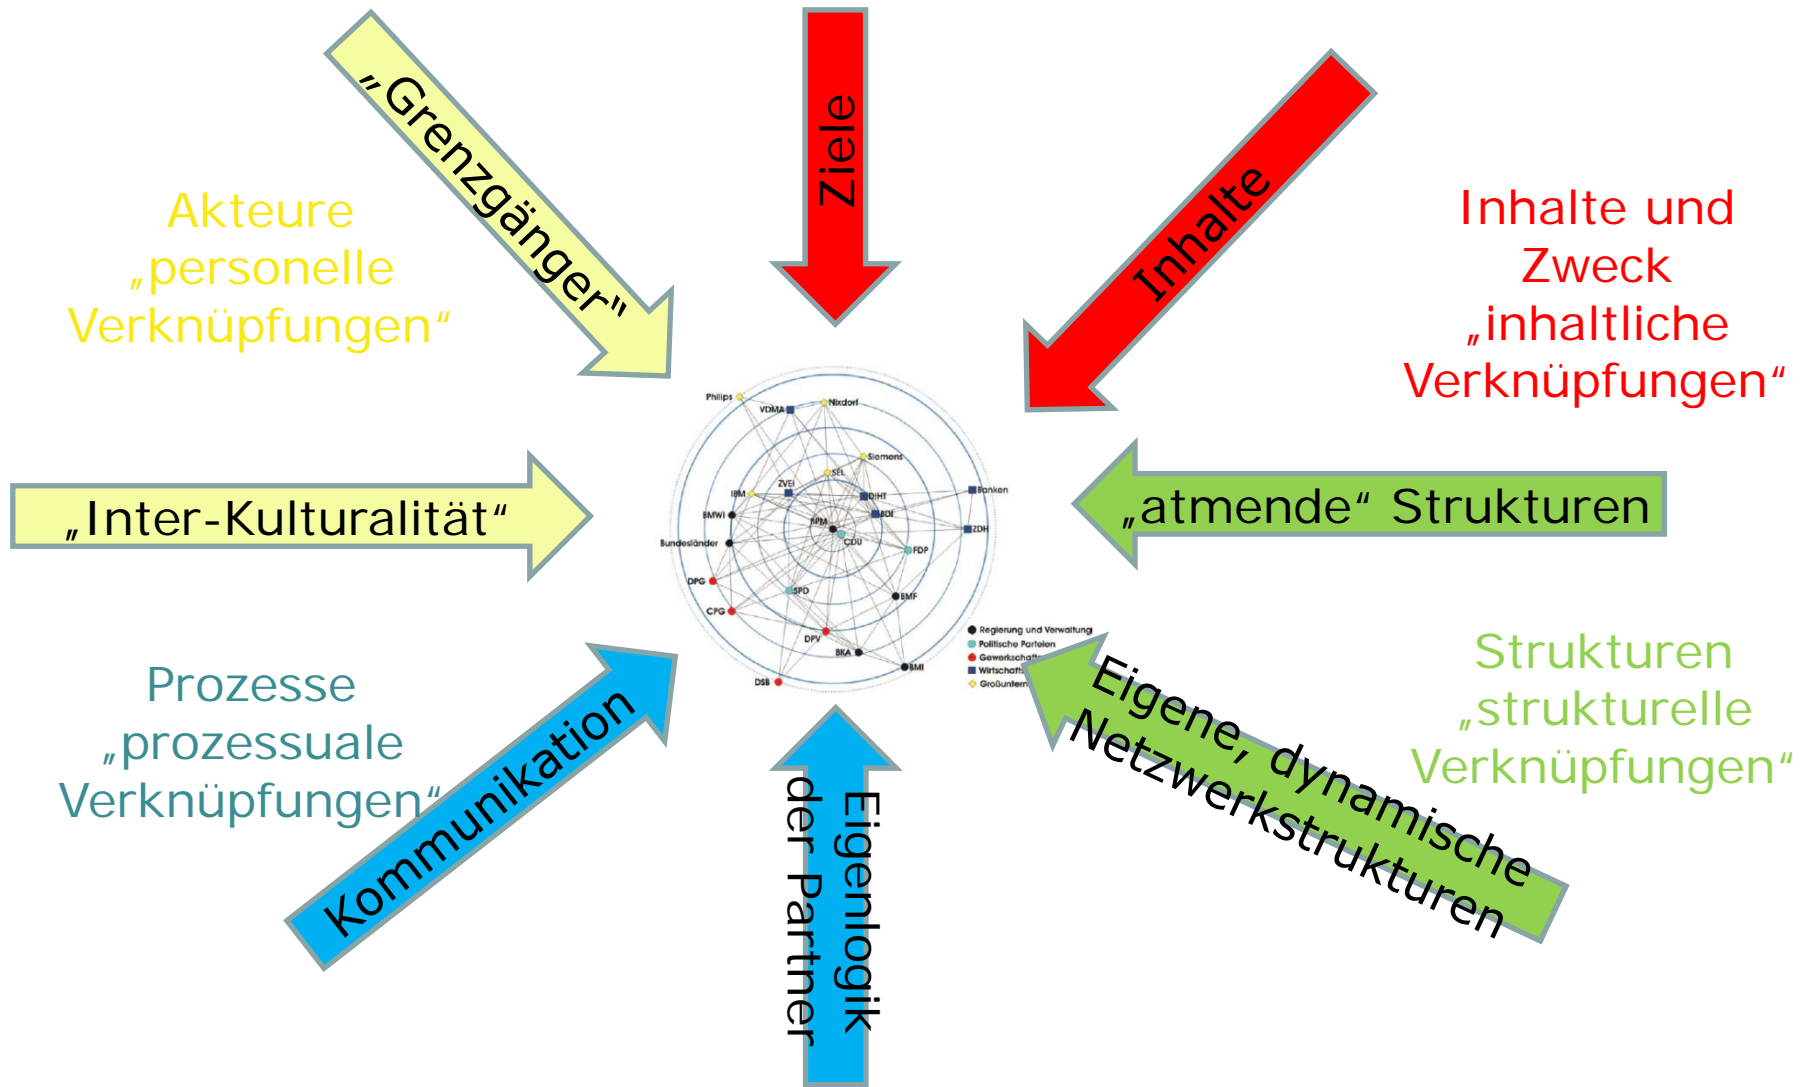 „Grenzgänger“
Ziele
Inhalte
Akteure
„personelle
Verknüpfungen“
Inhalte und
Zweck
„inhaltliche
Verknüpfungen“
„Inter-Kulturalität“
„atmende“ Strukturen
Philips
VDMA
Nixdorf
Siemens
SEL
ZVEI
IBM
DIHT
Banken
BMWi
BPM
BDI
ZDH
CDU
Bundesländer
FDP
DPG
SPD
BMF
CPG
DPV
BKA
BMI
DSB
Regierung und Verwaltung
Politische Parteien
Gewerkschafte
Wirtschafts
Großuntern
Prozesse
„prozessuale
Verknüpfungen“
Kommunikation
Eigenlogik
der Partner
Eigene, dynamische
Netzwerkstrukturen
Strukturen
„strukturelle
Verknüpfungen“